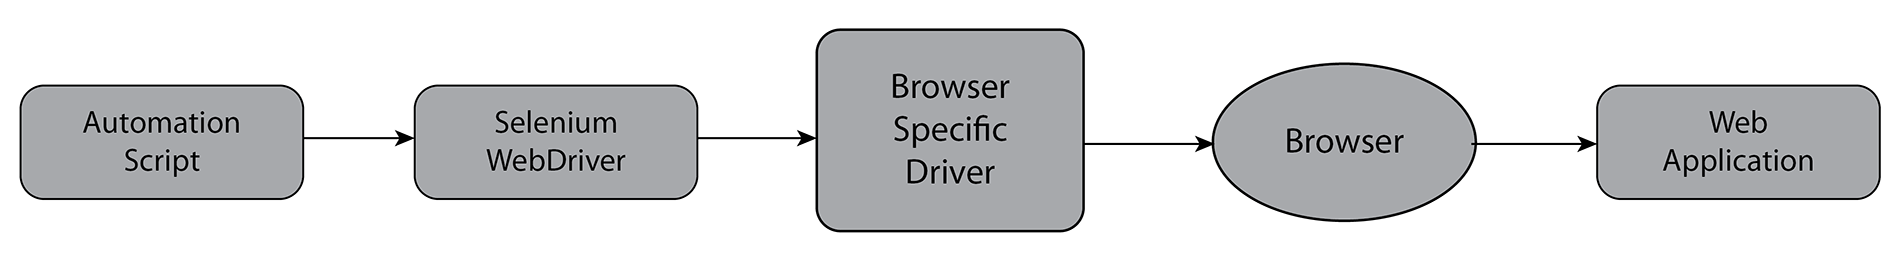 Automation
Script
Selenium
WebDriver
Browser
Specific
Driver
Browser
Web
Application